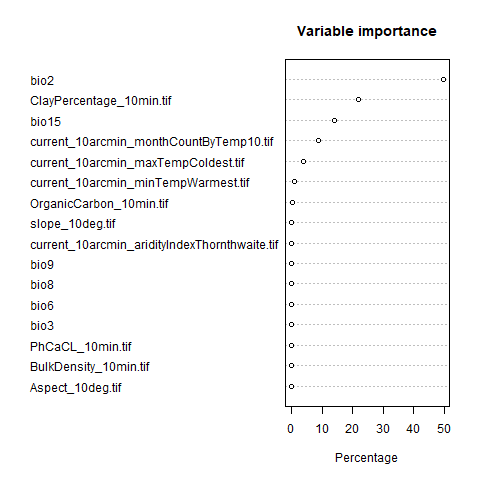 Variable importance
bio2
ClayPercentage_10min.tif
bio15
current_10arcmin_monthCountByTemp10.tif
current_10arcmin_maxTempColdest.tif
current_10arcmin_minTempWarmest.tif
OrganicCarbon_10min.tif
slope_10deg.tif
current_10arcmin_aridityIndexThornthwaite.tif
bio9
bio8
bio6
bio3
PhCaCL_10min.tif
BulkDensity_10min.tif
Aspect_10deg.tif
0 10 20 30 40 50
Percentage